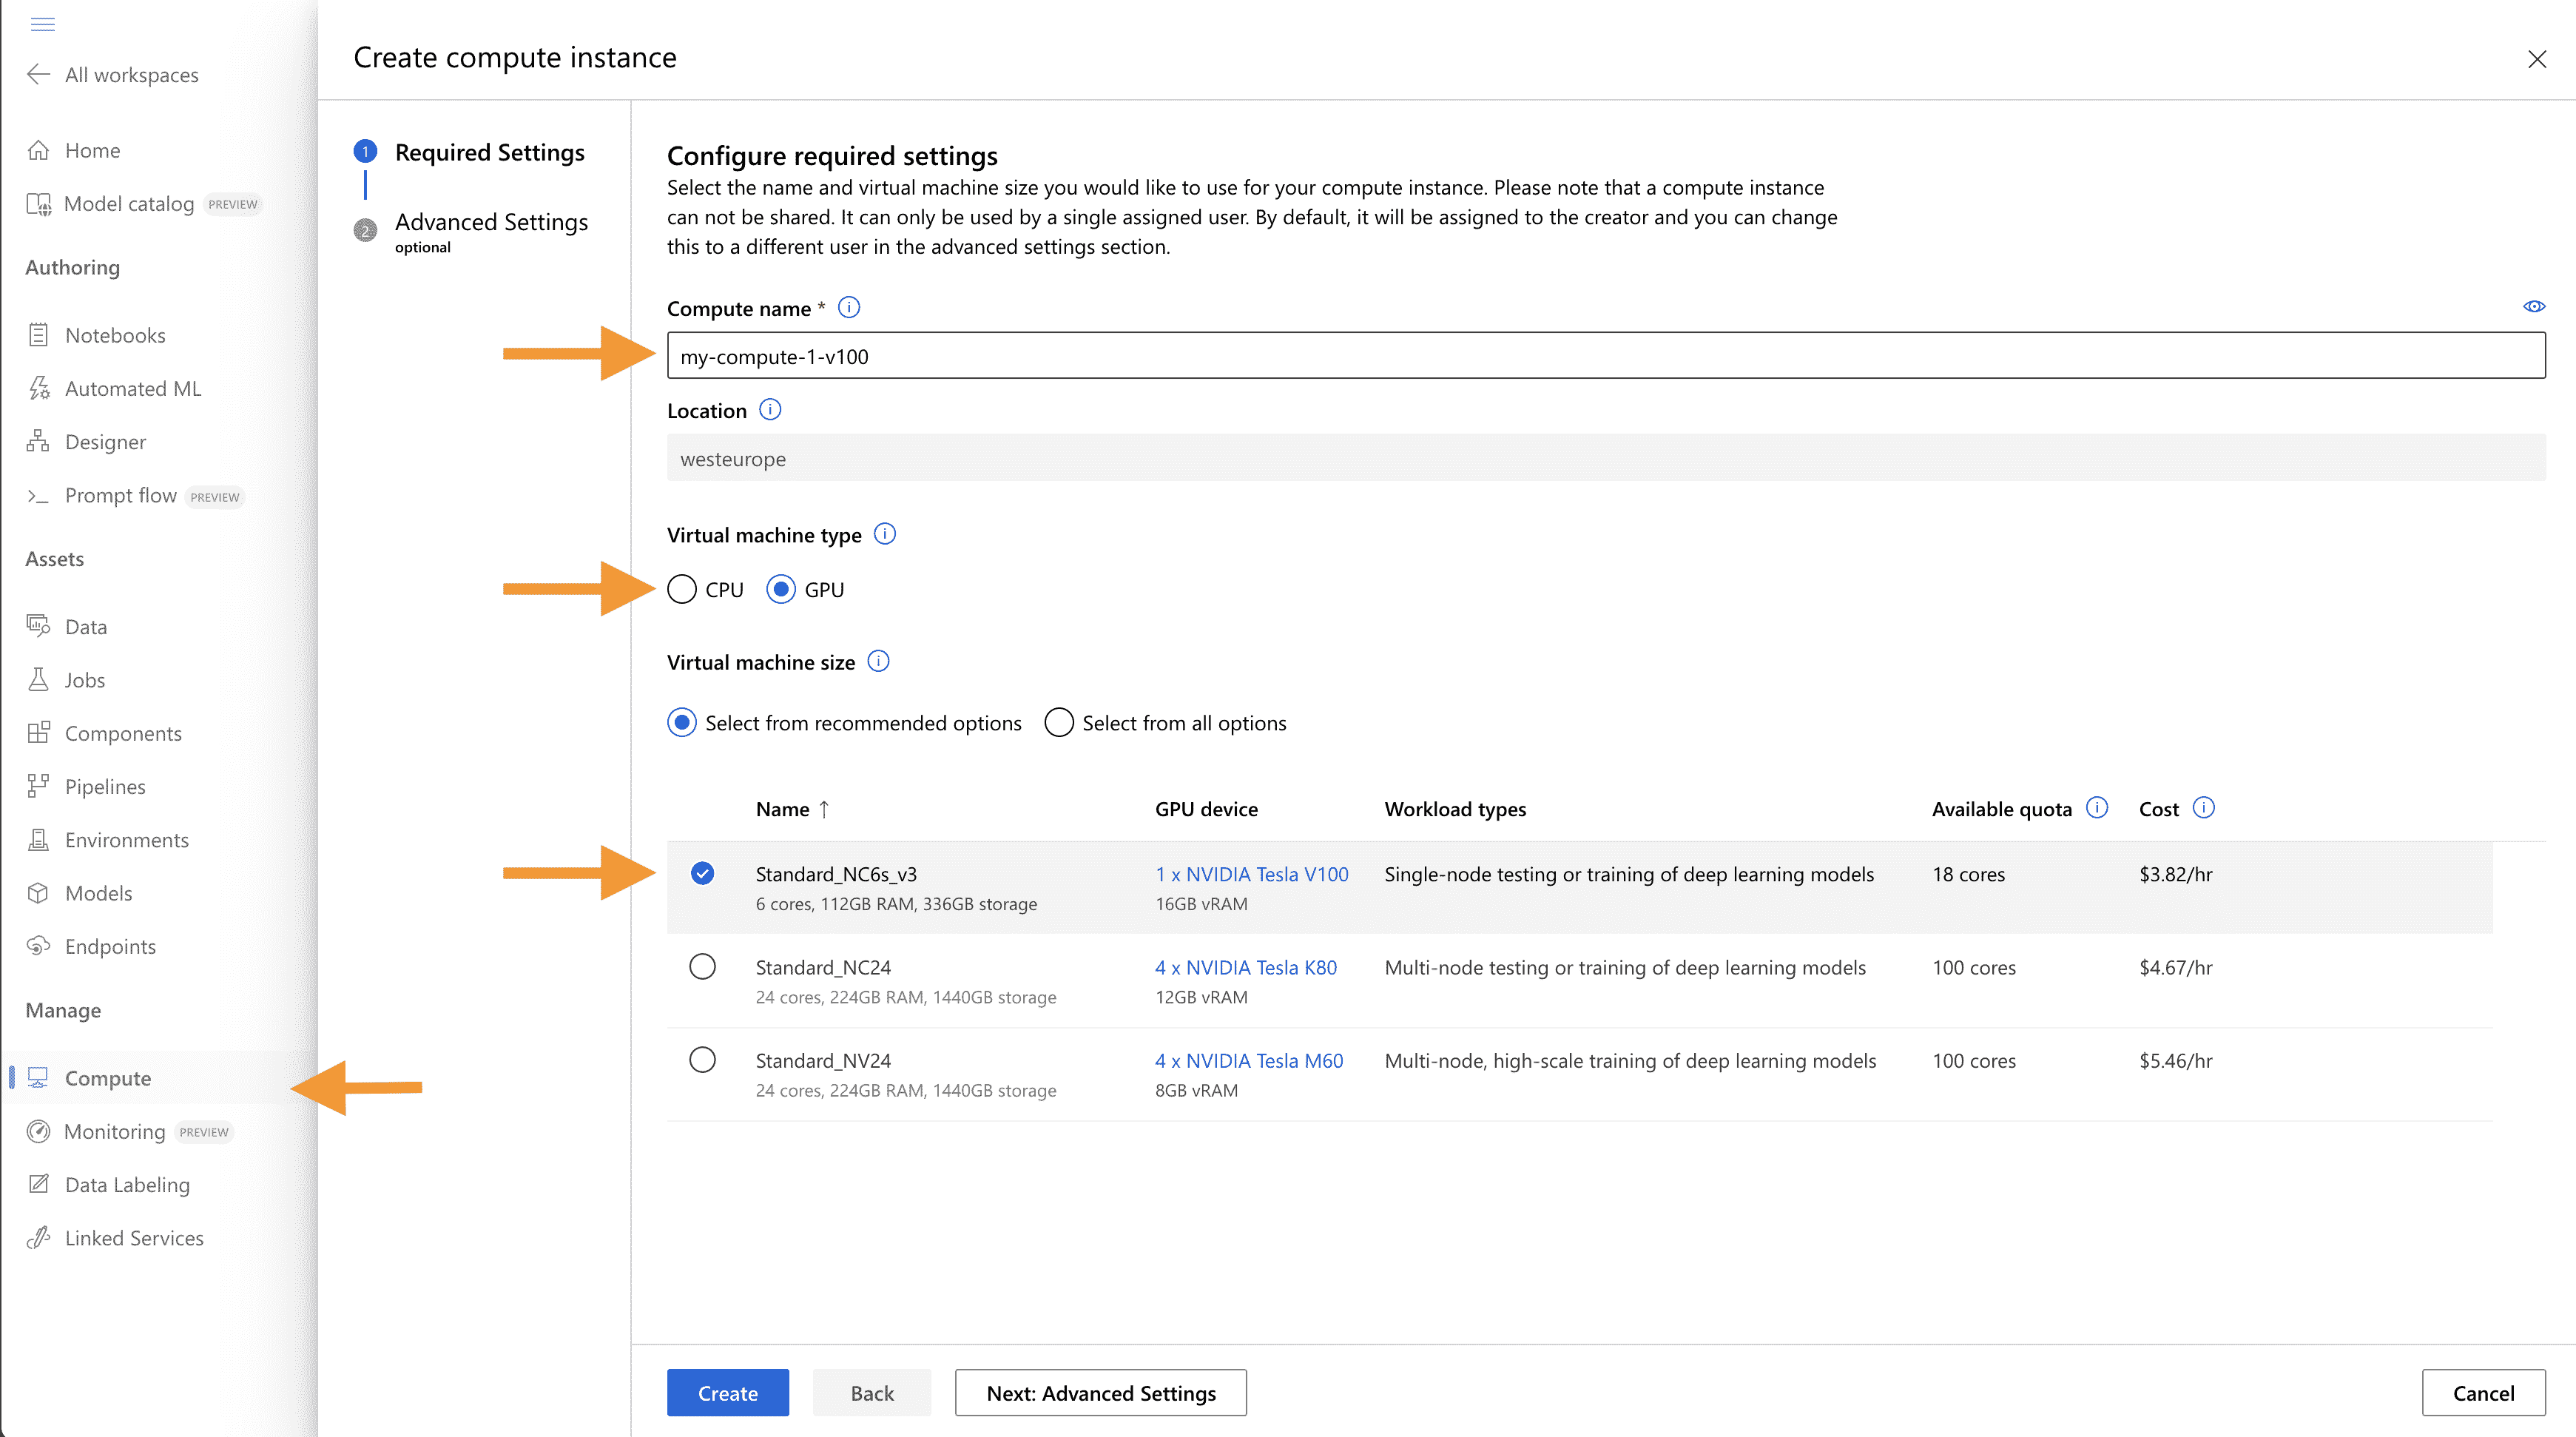 All workspaces
Home
Model catalog PREVIEW
Authoring
Notebooks
Automated ML
Designer
Prompt flow PREVIEW
Assets
Data
Jobs
Components
Pipelines
Environments
Models
Endpoints
Manage
Compute
Monitoring PREVIEW
Data Labeling
Linked Services
Create compute instance
1 Required Settings
2 Advanced Settings
optional
Configure required settings
Select the name and virtual machine size you would like to use for your compute instance. Please note that a compute instance
can not be shared. It can only be used by a single assigned user. By default, it will be assigned to the creator and you can change
this to a different user in the advanced settings section.
Compute name *
my-compute-1-v100
Location
westeurope
Virtual machine type
CPU GPU
Virtual machine size
Select from recommended options Select from all options
Name ↑ GPU device Workload types Available quota Cost
Standard_NC6s_v3 1 x NVIDIA Tesla V100 Single-node testing or training of deep learning models 18 cores $3.82/hr
6 cores, 112GB RAM, 336GB storage 16GB vRAM
Standard_NC24 4 x NVIDIA Tesla K80 Multi-node testing or training of deep learning models 100 cores $4.67/hr
24 cores, 224GB RAM, 1440GB storage 12GB vRAM
Standard_NV24 4 x NVIDIA Tesla M60 Multi-node, high-scale training of deep learning models 100 cores $5.46/hr
24 cores, 224GB RAM, 1440GB storage 8GB vRAM
Create Back Next: Advanced Settings Cancel